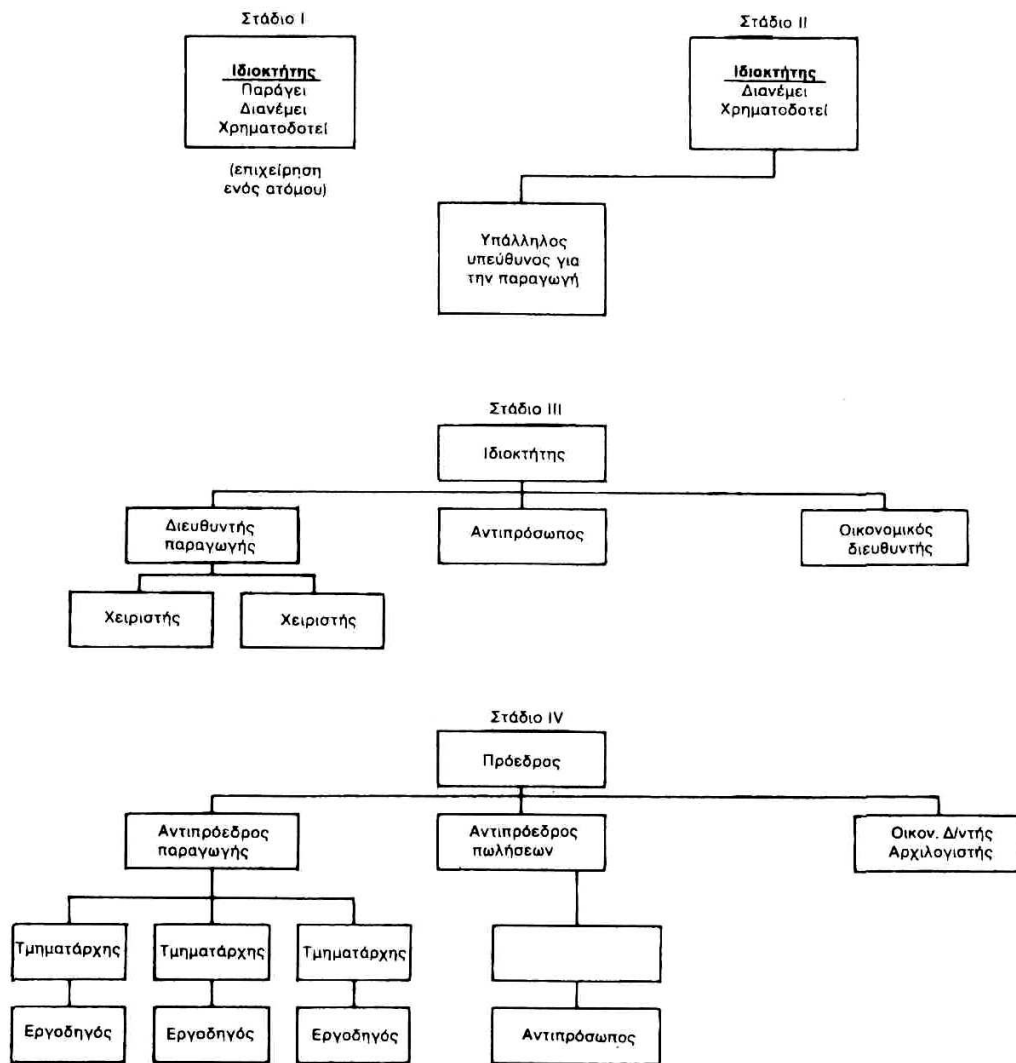 Στάδιο Ι
Ιδιοκτήτης
Παράγει
Διανέμει
Χρηματοδοτεί
(επιχείρηση
ενός ατόμου)
Στάδιο ΙΙ
Ιδιοκτήτης
Διανέμει
Χρηματοδοτεί
Υπάλληλος
υπεύθυνος για
την παραγωγή
Στάδιο ΙΙΙ
Ιδιοκτήτης
Διευθυντής
παραγωγής
Αντιπρόσωπος
Οικονομικός
διευθυντής
Χειριστής
Χειριστής
Στάδιο IV
Πρόεδρος
Αντιπρόεδρος
παραγωγής
Αντιπρόεδρος
πωλήσεων
Οικον. Δ/ντής
Αρχιλογιστής
Τμηματάρχης
Τμηματάρχης
Τμηματάρχης
Εργοδηγός
Εργοδηγός
Εργοδηγός
Αντιπρόσωπος